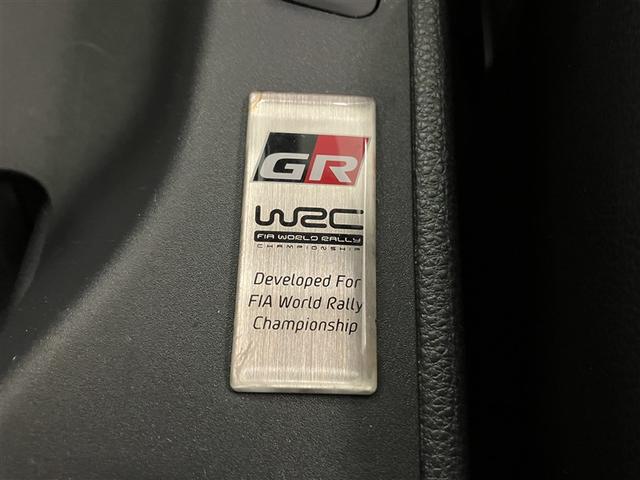 GR
WRC
FIA WORLD RALLY
CHAMPIONSHIP
Developed For
FIA World Rally
Championship